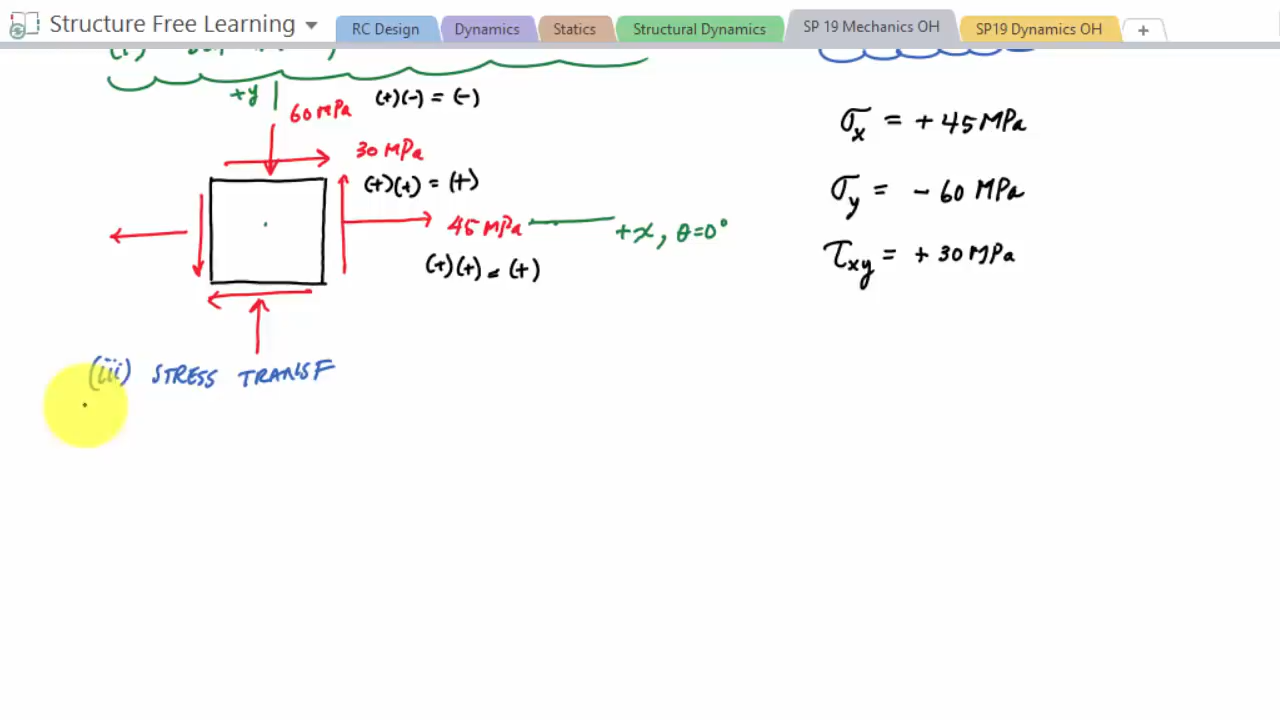 Structure Free Learning
RC Design
Dynamics
Statics
Structural Dynamics
SP 19 Mechanics OH
SP19 Dynamics OH
+
(i)
+y
(+)(-) = (-)
60 MPa
30 MPa
(+)(+) = (+)
45 MPa
+x, θ=0°
(+)(+) = (+)
σx = + 45 MPa
σy = - 60 MPa
τxy = + 30 MPa
(iii) STRESS TRANSF